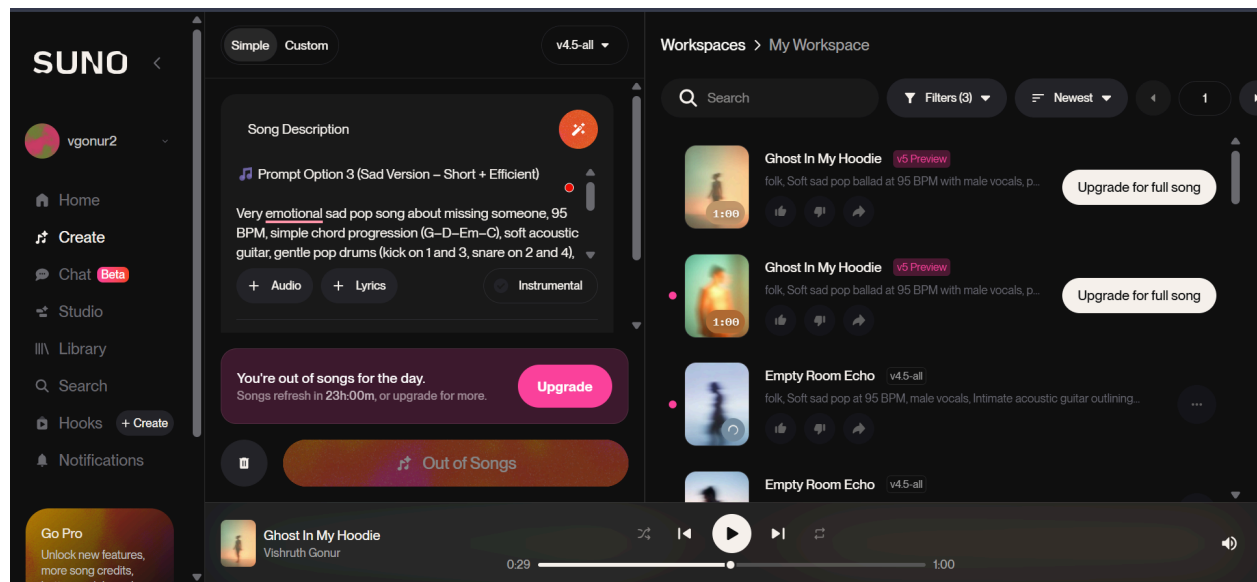 SUNO
vgonur2
Home
Create
Chat Beta
Studio
Library
Search
Hooks + Create
Notifications
Go Pro
Unlock new features,
more song credits,
Simple Custom
v4.5-all
Song Description
🎵 Prompt Option 3 (Sad Version – Short + Efficient)
Very emotional sad pop song about missing someone, 95
BPM, simple chord progression (G–D–Em–C), soft acoustic
guitar, gentle pop drums (kick on 1 and 3, snare on 2 and 4),
+ Audio + Lyrics Instrumental
You're out of songs for the day.
Songs refresh in 23h:00m, or upgrade for more.
Upgrade
Out of Songs
Workspaces > My Workspace
Search
Filters (3)
Newest
1
Ghost In My Hoodie v5 Preview
folk, Soft sad pop ballad at 95 BPM with male vocals, p...
1:00
Upgrade for full song
Ghost In My Hoodie v5 Preview
folk, Soft sad pop ballad at 95 BPM with male vocals, p...
1:00
Upgrade for full song
Empty Room Echo v4.5-all
folk, Soft sad pop at 95 BPM, male vocals, Intimate acoustic guitar outlining...
Empty Room Echo v4.5-all
Ghost In My Hoodie
Vishruth Gonur
0:29
1:00